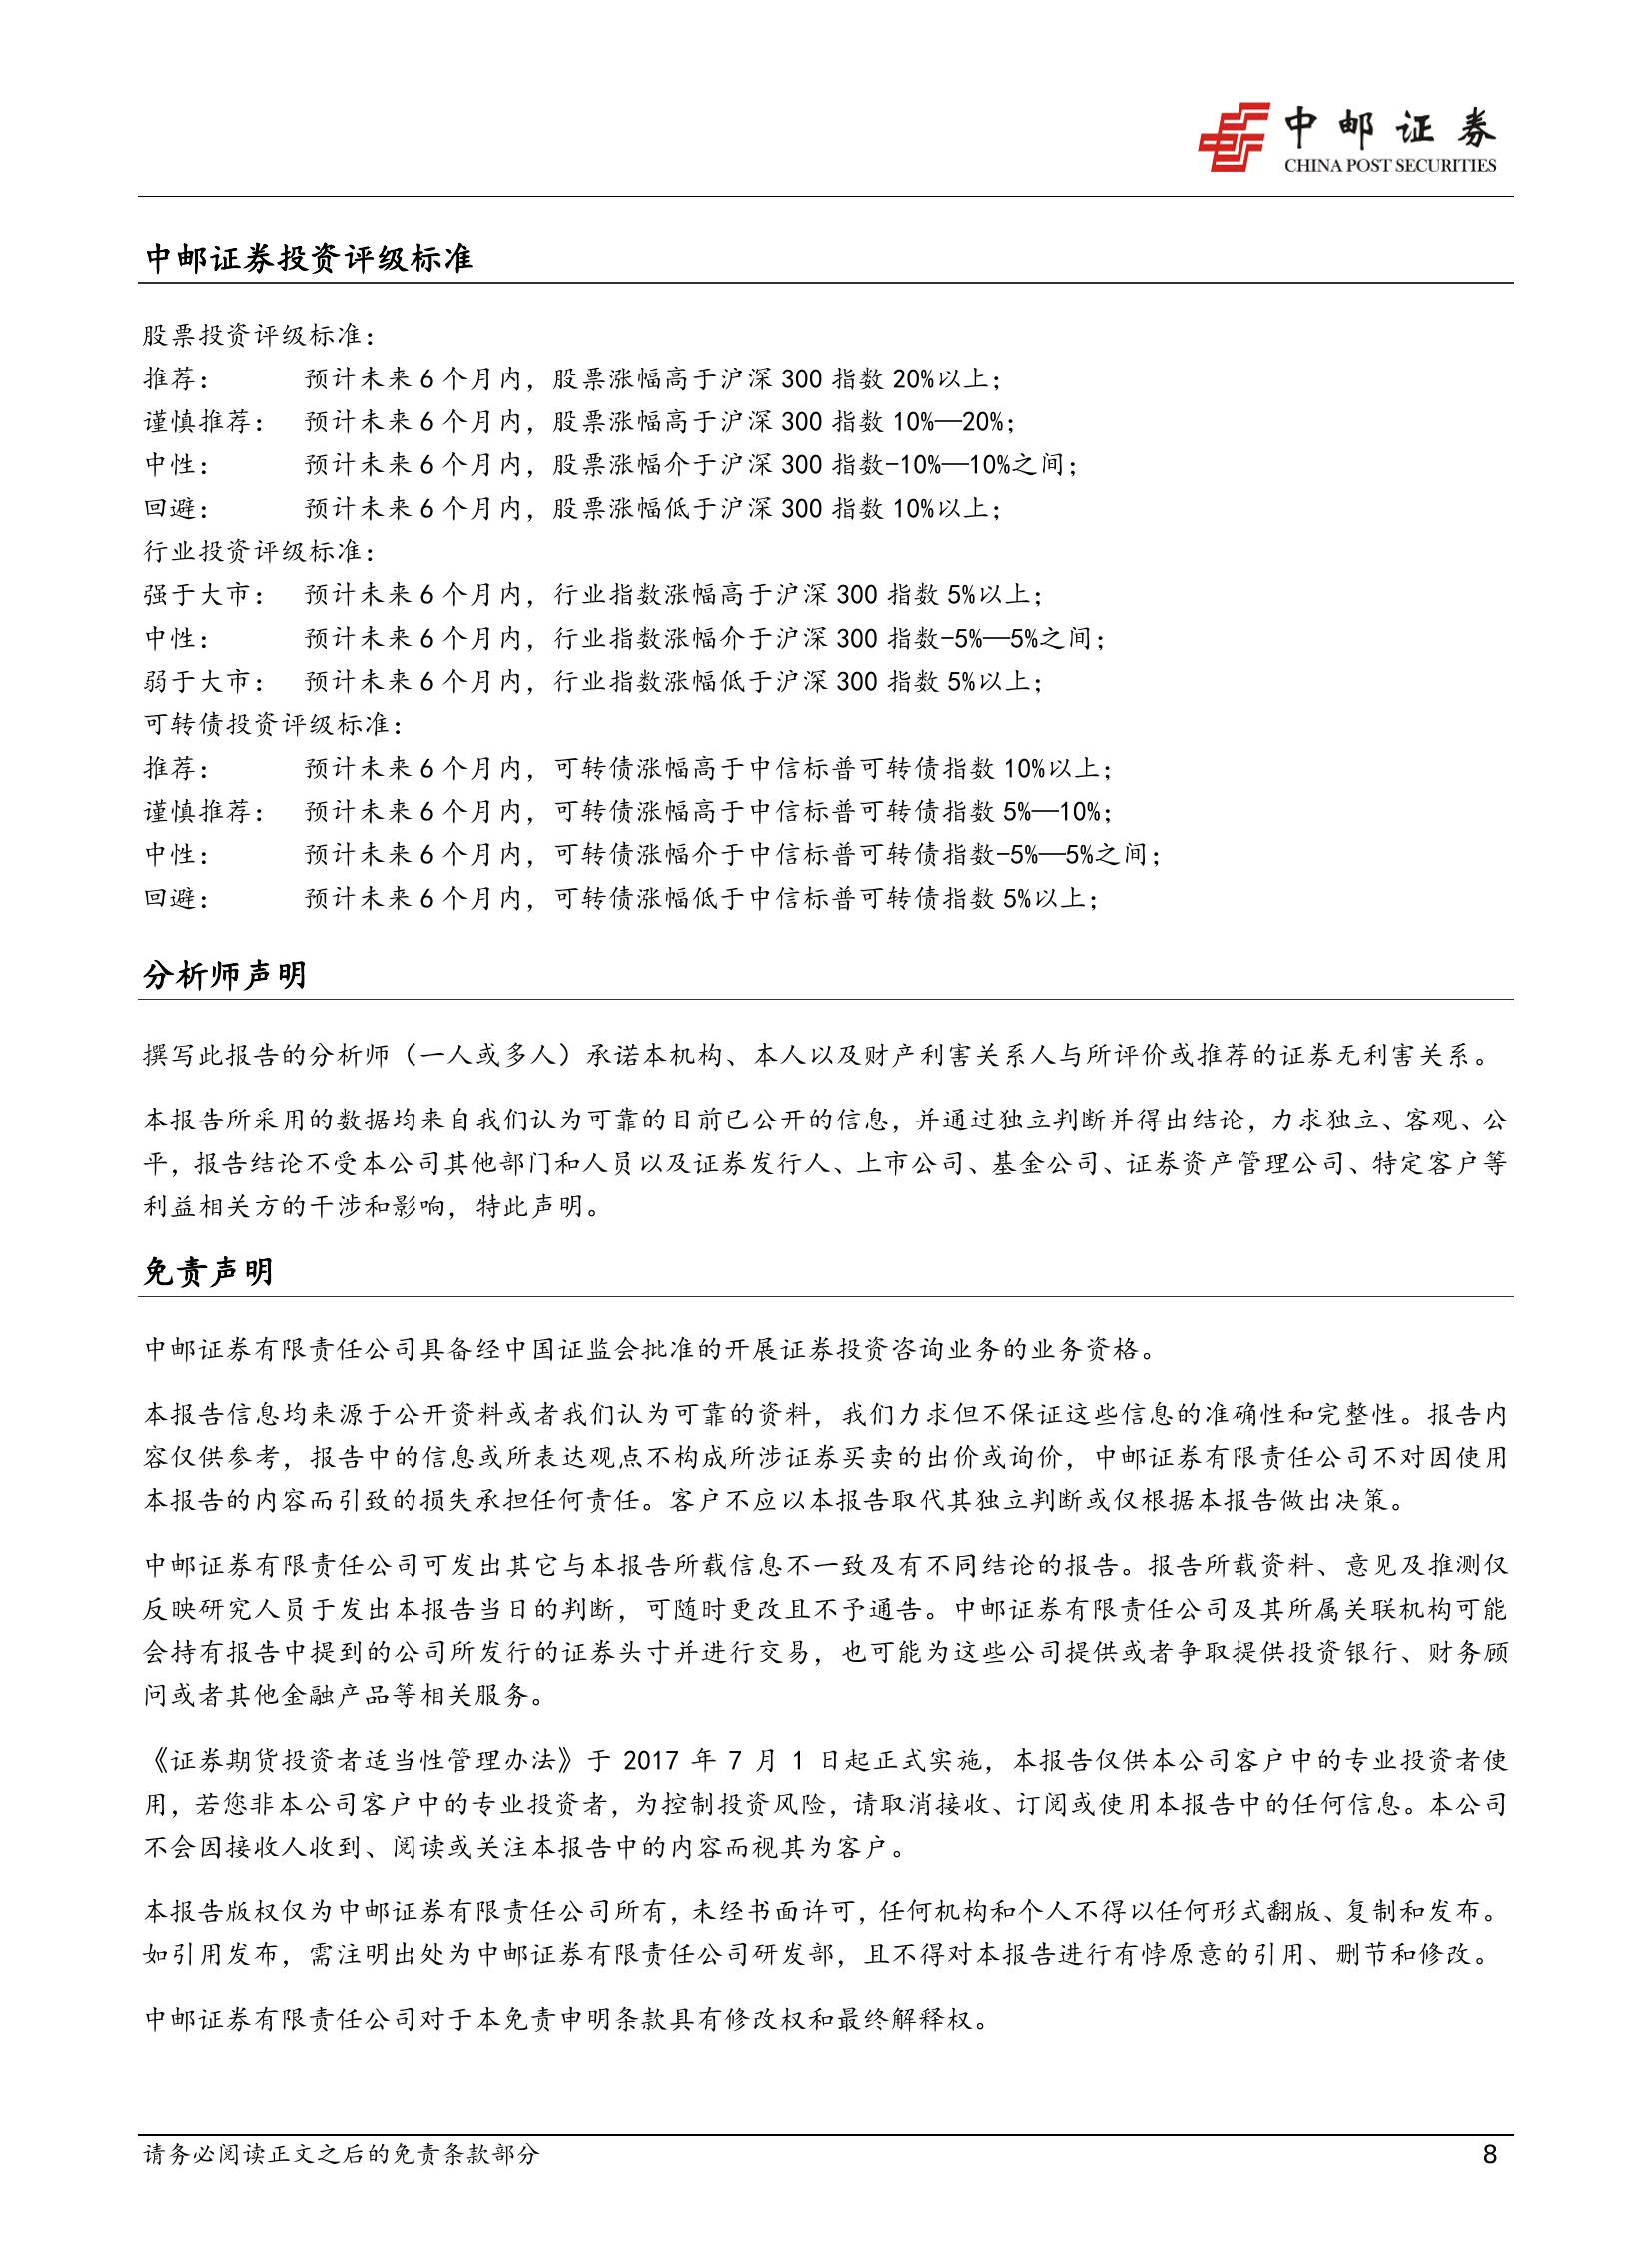 中邮证券
CHINA POST SECURITIES
中邮证券投资评级标准
股票投资评级标准：
推荐： 预计未来 6 个月内，股票涨幅高于沪深 300 指数 20%以上；
谨慎推荐： 预计未来 6 个月内，股票涨幅高于沪深 300 指数 10%—20%；
中性： 预计未来 6 个月内，股票涨幅介于沪深 300 指数-10%—10%之间；
回避： 预计未来 6 个月内，股票涨幅低于沪深 300 指数 10%以上；
行业投资评级标准：
强于大市： 预计未来 6 个月内，行业指数涨幅高于沪深 300 指数 5%以上；
中性： 预计未来 6 个月内，行业指数涨幅介于沪深 300 指数-5%—5%之间；
弱于大市： 预计未来 6 个月内，行业指数涨幅低于沪深 300 指数 5%以上；
可转债投资评级标准：
推荐： 预计未来 6 个月内，可转债涨幅高于中信标普可转债指数 10%以上；
谨慎推荐： 预计未来 6 个月内，可转债涨幅高于中信标普可转债指数 5%—10%；
中性： 预计未来 6 个月内，可转债涨幅介于中信标普可转债指数-5%—5%之间；
回避： 预计未来 6 个月内，可转债涨幅低于中信标普可转债指数 5%以上；
分析师声明
撰写此报告的分析师（一人或多人）承诺本机构、本人以及财产利害关系人与所评价或推荐的证券无利害关系。
本报告所采用的数据均来自我们认为可靠的目前已公开的信息，并通过独立判断并得出结论，力求独立、客观、公
平，报告结论不受本公司其他部门和人员以及证券发行人、上市公司、基金公司、证券资产管理公司、特定客户等
利益相关方的干涉和影响，特此声明。
免责声明
中邮证券有限责任公司具备经中国证监会批准的开展证券投资咨询业务的业务资格。
本报告信息均来源于公开资料或者我们认为可靠的资料，我们力求但不保证这些信息的准确性和完整性。报告内
容仅供参考，报告中的信息或所表达观点不构成所涉证券买卖的出价或询价，中邮证券有限责任公司不对因使用
本报告的内容而引致的损失承担任何责任。客户不应以本报告取代其独立判断或仅根据本报告做出决策。
中邮证券有限责任公司可发出其它与本报告所载信息不一致及有不同结论的报告。报告所载资料、意见及推测仅
反映研究人员于发出本报告当日的判断，可随时更改且不予通告。中邮证券有限责任公司及其所属关联机构可能
会持有报告中提到的公司所发行的证券头寸并进行交易，也可能为这些公司提供或者争取提供投资银行、财务顾
问或者其他金融产品等相关服务。
《证券期货投资者适当性管理办法》于 2017 年 7 月 1 日起正式实施，本报告仅供本公司客户中的专业投资者使
用，若您非本公司客户中的专业投资者，为控制投资风险，请取消接收、订阅或使用本报告中的任何信息。本公司
不会因接收人收到、阅读或关注本报告中的内容而视其为客户。
本报告版权仅为中邮证券有限责任公司所有，未经书面许可，任何机构和个人不得以任何形式翻版、复制和发布。
如引用发布，需注明出处为中邮证券有限责任公司研发部，且不得对本报告进行有悖原意的引用、删节和修改。
中邮证券有限责任公司对于本免责申明条款具有修改权和最终解释权。
请务必阅读正文之后的免责条款部分 8